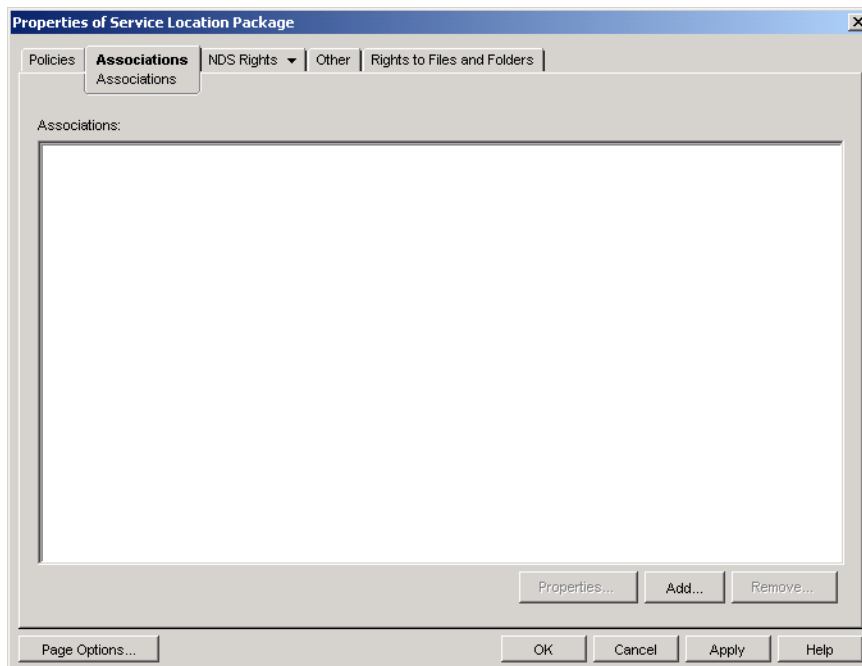 Properties of Service Location Package
Policies Associations NDS Rights Other Rights to Files and Folders
Associations
Associations:
Properties... Add... Remove...
Page Options... OK Cancel Apply Help